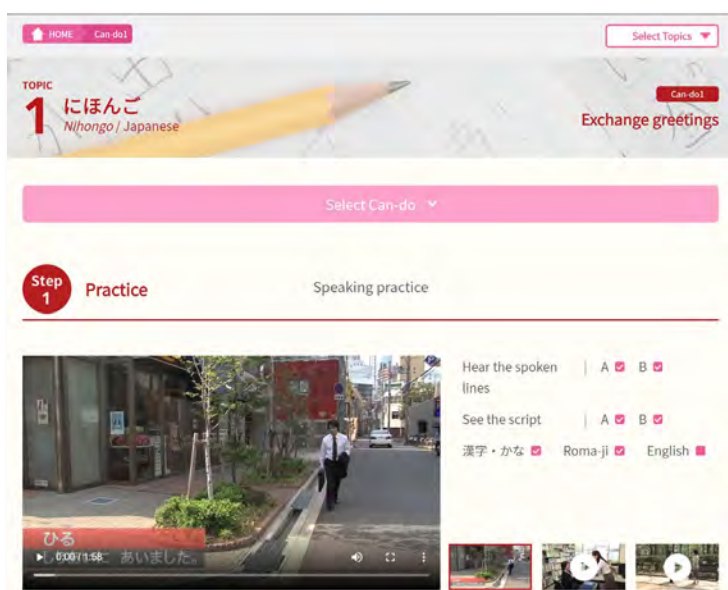 HOME Can-do1
Select Topics
TOPIC
1 にほんご
Nihongo / Japanese
Can-do1
Exchange greetings
Select Can-do
Step
1
Practice
Speaking practice
Hear the spoken
lines
A
B
See the script
A
B
漢字・かな
Roma-ji
English
ひる
あいました。
0:00 / 1:58